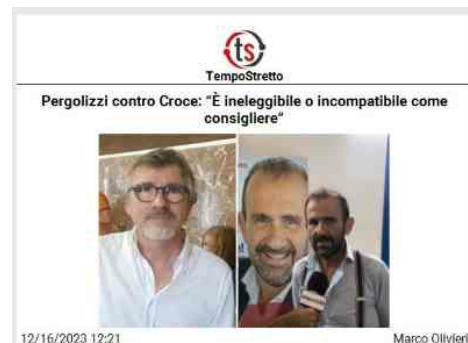 ts
TempoStretto
Pergolizzi contro Croce: “È ineleggibile o incompatibile come
consigliere“
12/16/2023 12:21
Marco Olivieri